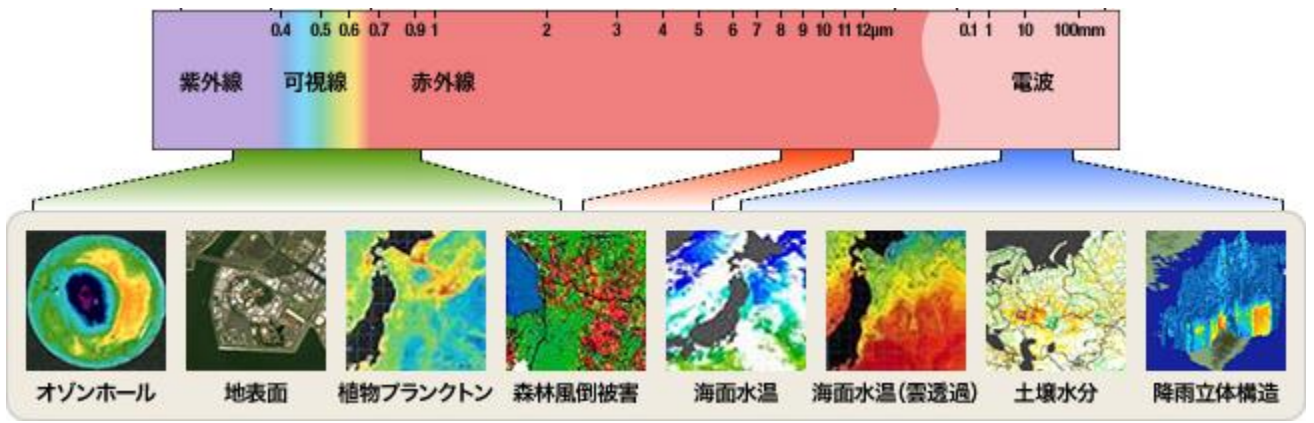 0.4 0.5 0.6 0.7 0.9 1 2 3 4 5 6 7 8 9 10 11 12μm 0.1 1 10 100mm
紫外線 可視線 赤外線 電波
オゾンホール 地表面 植物プランクトン 森林風倒被害 海面水温 海面水温(雲透過) 土壌水分 降雨立体構造